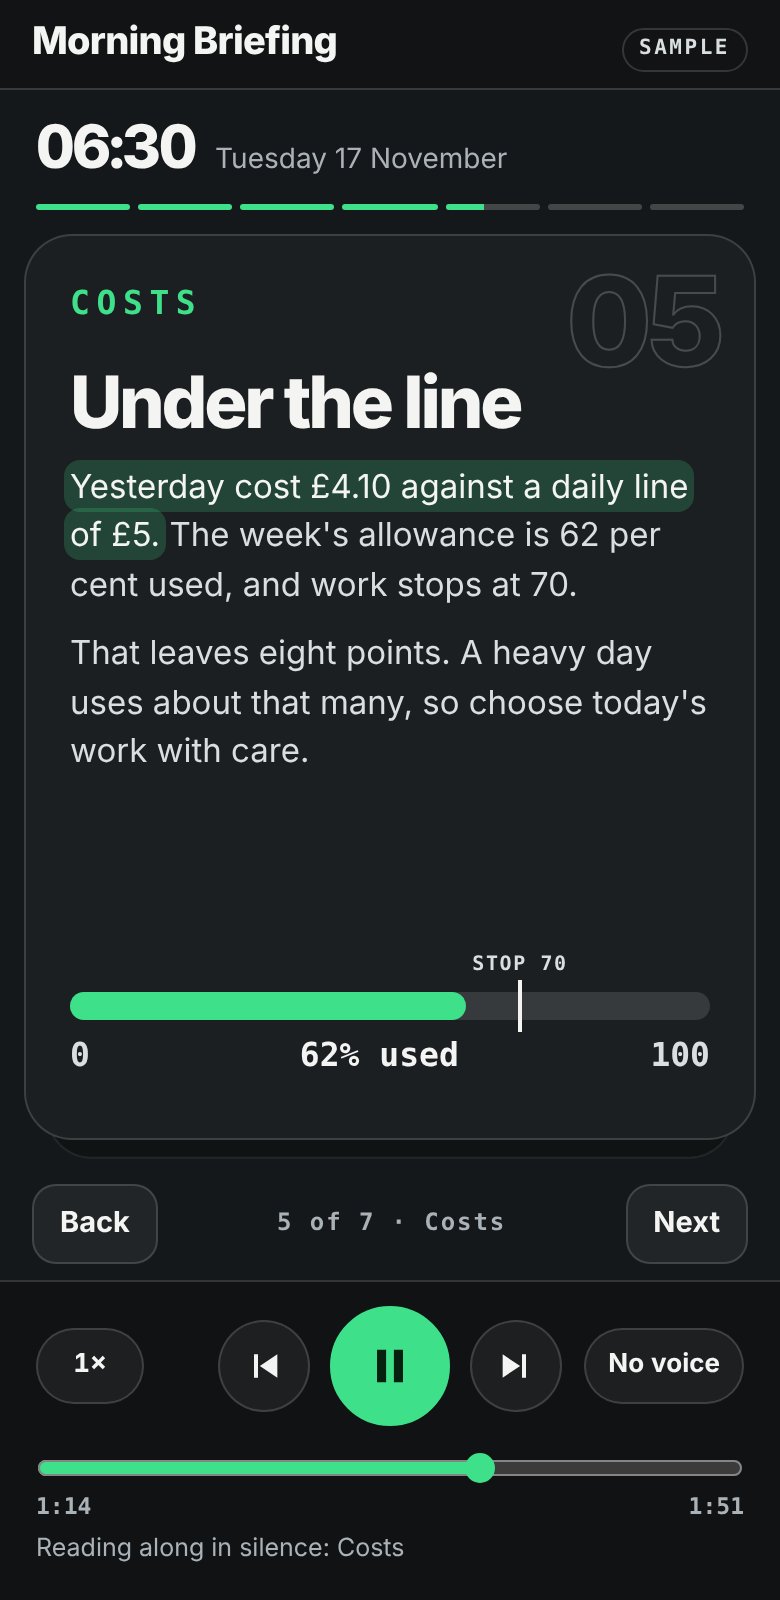 Morning Briefing
SAMPLE
06:30 Tuesday 17 November
COSTS
05
Under the line
Yesterday cost £4.10 against a daily line
of £5. The week's allowance is 62 per
cent used, and work stops at 70.
That leaves eight points. A heavy day
uses about that many, so choose today's
work with care.
STOP 70
0 62% used 100
Back 5 of 7 · Costs Next
1× No voice
1:14 1:51
Reading along in silence: Costs